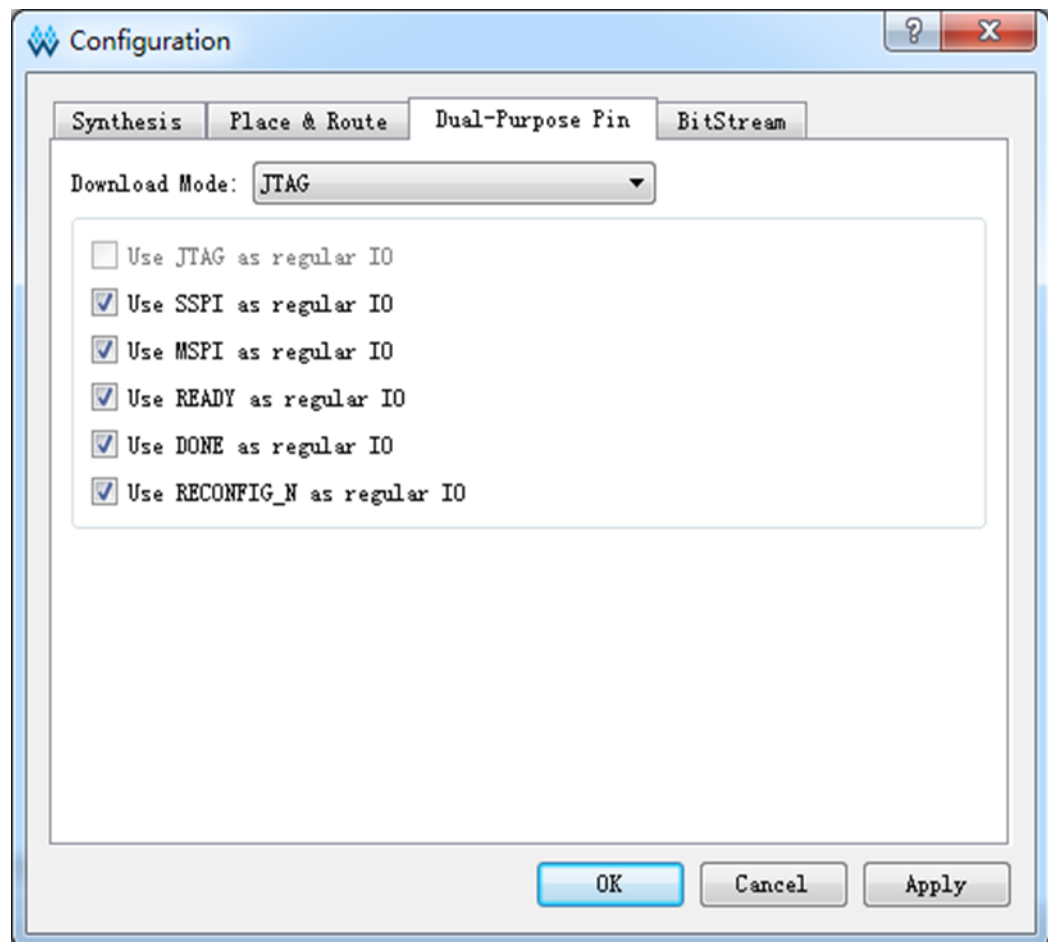 Configuration
Synthesis Place & Route Dual-Purpose Pin BitStream
Download Mode: JTAG
Use JTAG as regular IO
Use SSPI as regular IO
Use MSPI as regular IO
Use READY as regular IO
Use DONE as regular IO
Use RECONFIG_N as regular IO
OK Cancel Apply